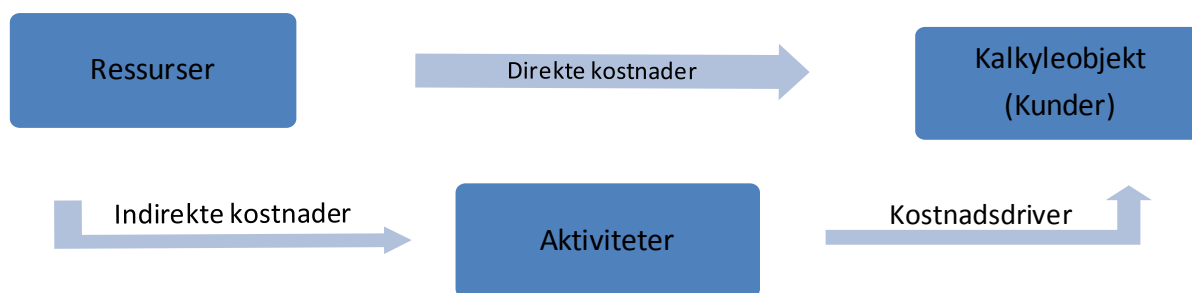 Ressurser
Direkte kostnader
Kalkyleobjekt
(Kunder)
Indirekte kostnader
Aktiviteter
Kostnadsdriver